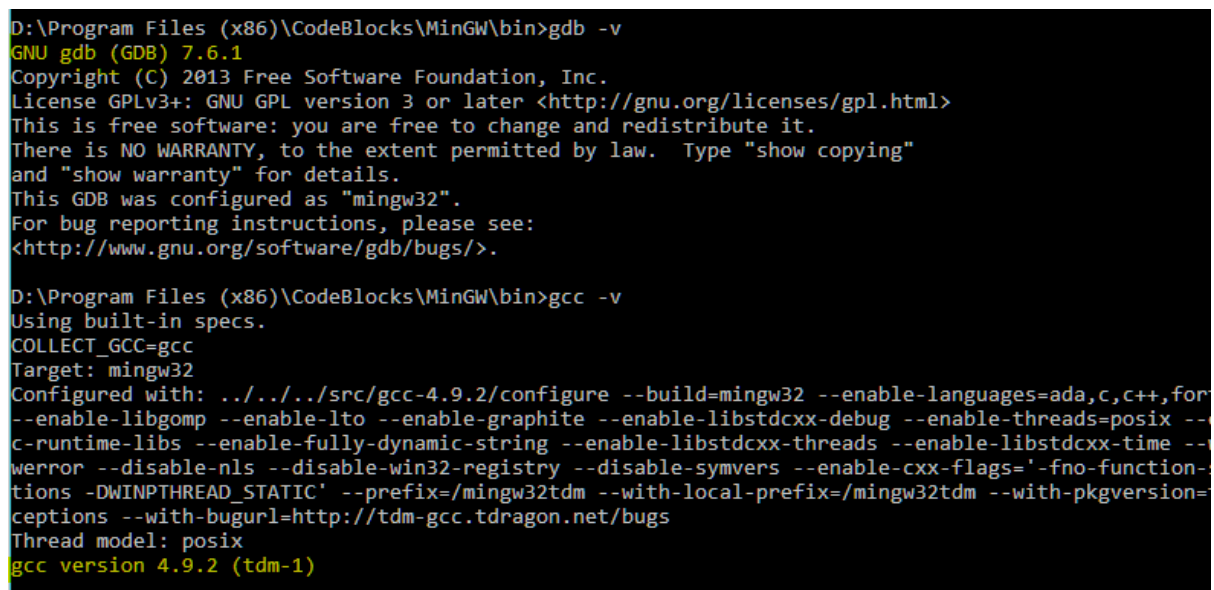 D:\Program Files (x86)\CodeBlocks\MinGW\bin>gdb -v
GNU gdb (GDB) 7.6.1
Copyright (C) 2013 Free Software Foundation, Inc.
License GPLv3+: GNU GPL version 3 or later <http://gnu.org/licenses/gpl.html>
This is free software: you are free to change and redistribute it.
There is NO WARRANTY, to the extent permitted by law.  Type "show copying"
and "show warranty" for details.
This GDB was configured as "mingw32".
For bug reporting instructions, please see:
<http://www.gnu.org/software/gdb/bugs/>.
D:\Program Files (x86)\CodeBlocks\MinGW\bin>gcc -v
Using built-in specs.
COLLECT_GCC=gcc
Target: mingw32
Configured with: ../../../src/gcc-4.9.2/configure --build=mingw32 --enable-languages=ada,c,c++,for
--enable-libgomp --enable-lto --enable-graphite --enable-libstdcxx-debug --enable-threads=posix --
c-runtime-libs --enable-fully-dynamic-string --enable-libstdcxx-threads --enable-libstdcxx-time --
werror --disable-nls --disable-win32-registry --disable-symvers --enable-cxx-flags='-fno-function-
tions -DWINPTHREAD_STATIC' --prefix=/mingw32tdm --with-local-prefix=/mingw32tdm --with-pkgversion=
ceptions --with-bugurl=http://tdm-gcc.tdragon.net/bugs
Thread model: posix
gcc version 4.9.2 (tdm-1)